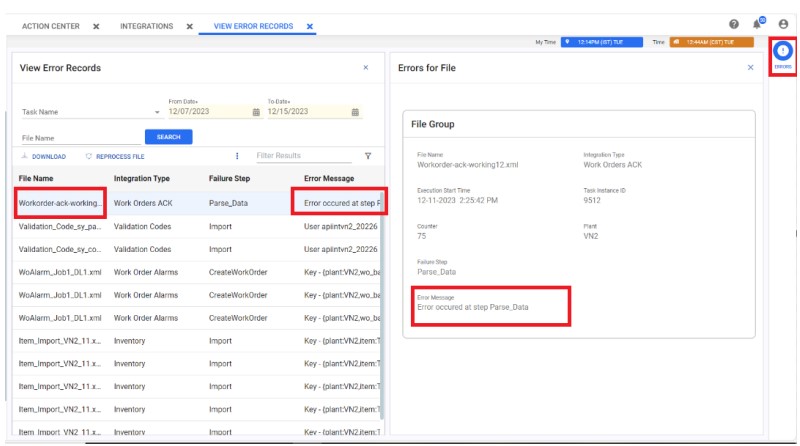 ACTION CENTER × INTEGRATIONS × VIEW ERROR RECORDS ×
My Time 12:14PM (IST) TUE Time 12:44AM (CST) TUE
ERRORS
View Error Records ×
Task Name
From Date*
12/07/2023
To Date*
12/15/2023
File Name
SEARCH
DOWNLOAD REPROCESS FILE Filter Results
File Name Integration Type Failure Step Error Message
Workorder-ack-working... Work Orders ACK Parse_Data Error occured at step P
Validation_Code_sy_pa... Validation Codes Import User apiintvn2_20226
Validation_Code_sy_co... Validation Codes Import User apiintvn2_20226
WoAlarm_Job1_DL1.xml Work Order Alarms CreateWorkOrder Key - {plant:VN2,wo_ba
WoAlarm_Job1_DL1.xml Work Order Alarms CreateWorkOrder Key - {plant:VN2,wo_ba
WoAlarm_Job1_DL1.xml Work Order Alarms CreateWorkOrder Key - {plant:VN2,wo_ba
Item_Import_VN2_11.x... Inventory Import Key - {plant:VN2,item:T
Item_Import_VN2_11.x... Inventory Import Key - {plant:VN2,item:T
Item_Import_VN2_11.x... Inventory Import Key - {plant:VN2,item:T
Item_Import_VN2_11.x... Inventory Import Key - {plant:VN2,item:T
Item_Import_VN2_11.x... Inventory Import Key - {plant:VN2,item:T
Errors for File ×
File Group
File Name
Workorder-ack-working12.xml
Integration Type
Work Orders ACK
Execution Start Time
12-11-2023 2:25:42 PM
Task Instance ID
9512
Counter
75
Plant
VN2
Failure Step
Parse_Data
Error Message
Error occured at step Parse_Data